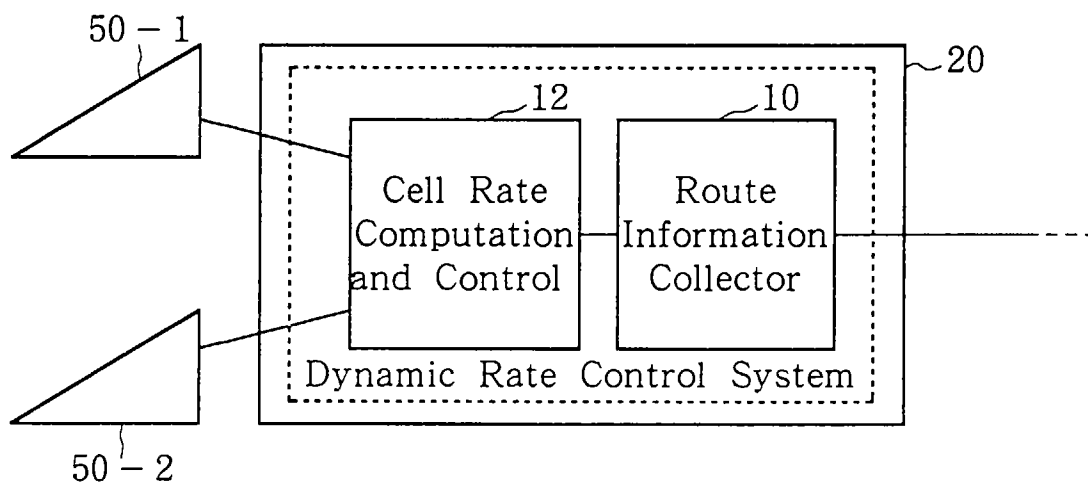 50-1
20
12
10
Cell Rate
Computation
and Control
Route
Information
Collector
Dynamic Rate Control System
50-2